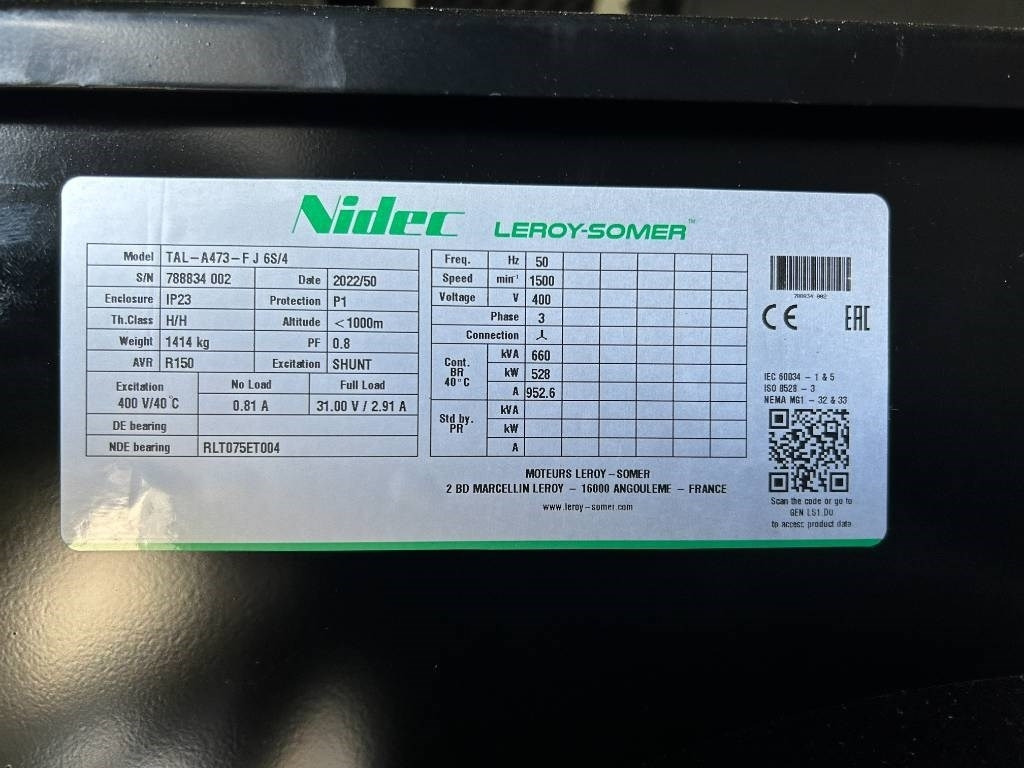 Nidec LEROY-SOMER™
Model TAL-A473-F J 6S/4
S/N 788834 002 Date 2022/50
Enclosure IP23 Protection P1
Th.Class H/H Altitude <1000m
Weight 1414 kg PF 0.8
AVR R150 Excitation SHUNT
Excitation 400 V/40°C No Load Full Load
0.81 A 31.00 V / 2.91 A
DE bearing
NDE bearing RLT075ET004
Freq. Hz 50
Speed min⁻¹ 1500
Voltage V 400
Phase 3
Connection
Cont. BR 40°C kVA 660
kW 528
A 952.6
Std by. PR kVA
kW
A
788834 002
CE EAC
IEC 60034 - 1 & 5
ISO 8528 - 3
NEMA MG1 - 32 & 33
Scan the code or go to
GEN.LS1.DU
to access product data
MOTEURS LEROY-SOMER
2 BD MARCELLIN LEROY - 16000 ANGOULEME - FRANCE
www.leroy-somer.com